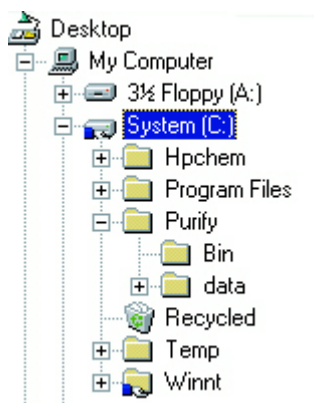 Desktop
My Computer
3½ Floppy (A:)
System (C:)
Hpchem
Program Files
Purify
Bin
data
Recycled
Temp
Winnt